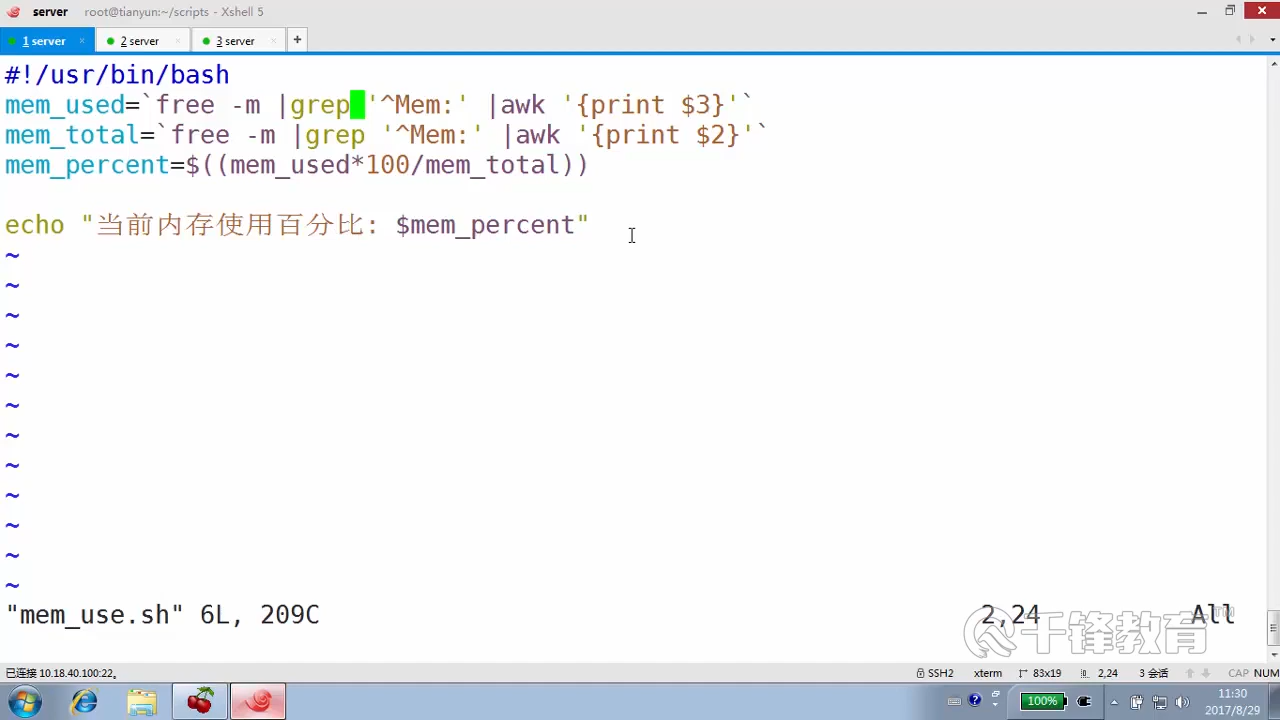 server root@tianyun:~/scripts - Xshell 5
1 server × 2 server × 3 server × +
#!/usr/bin/bash
mem_used=`free -m |grep '^Mem:' |awk '{print $3}'`
mem_total=`free -m |grep '^Mem:' |awk '{print $2}'`
mem_percent=$((mem_used*100/mem_total))
echo "当前内存使用百分比: $mem_percent"
~
~
~
~
~
~
~
~
~
~
~
~
"mem_use.sh" 6L, 209C 2,24 All
千锋教育 TM
已连接 10.18.40.100:22。 SSH2 xterm 83x19 2,24 3 会话 CAP NUM
100% 11:30
2017/8/29